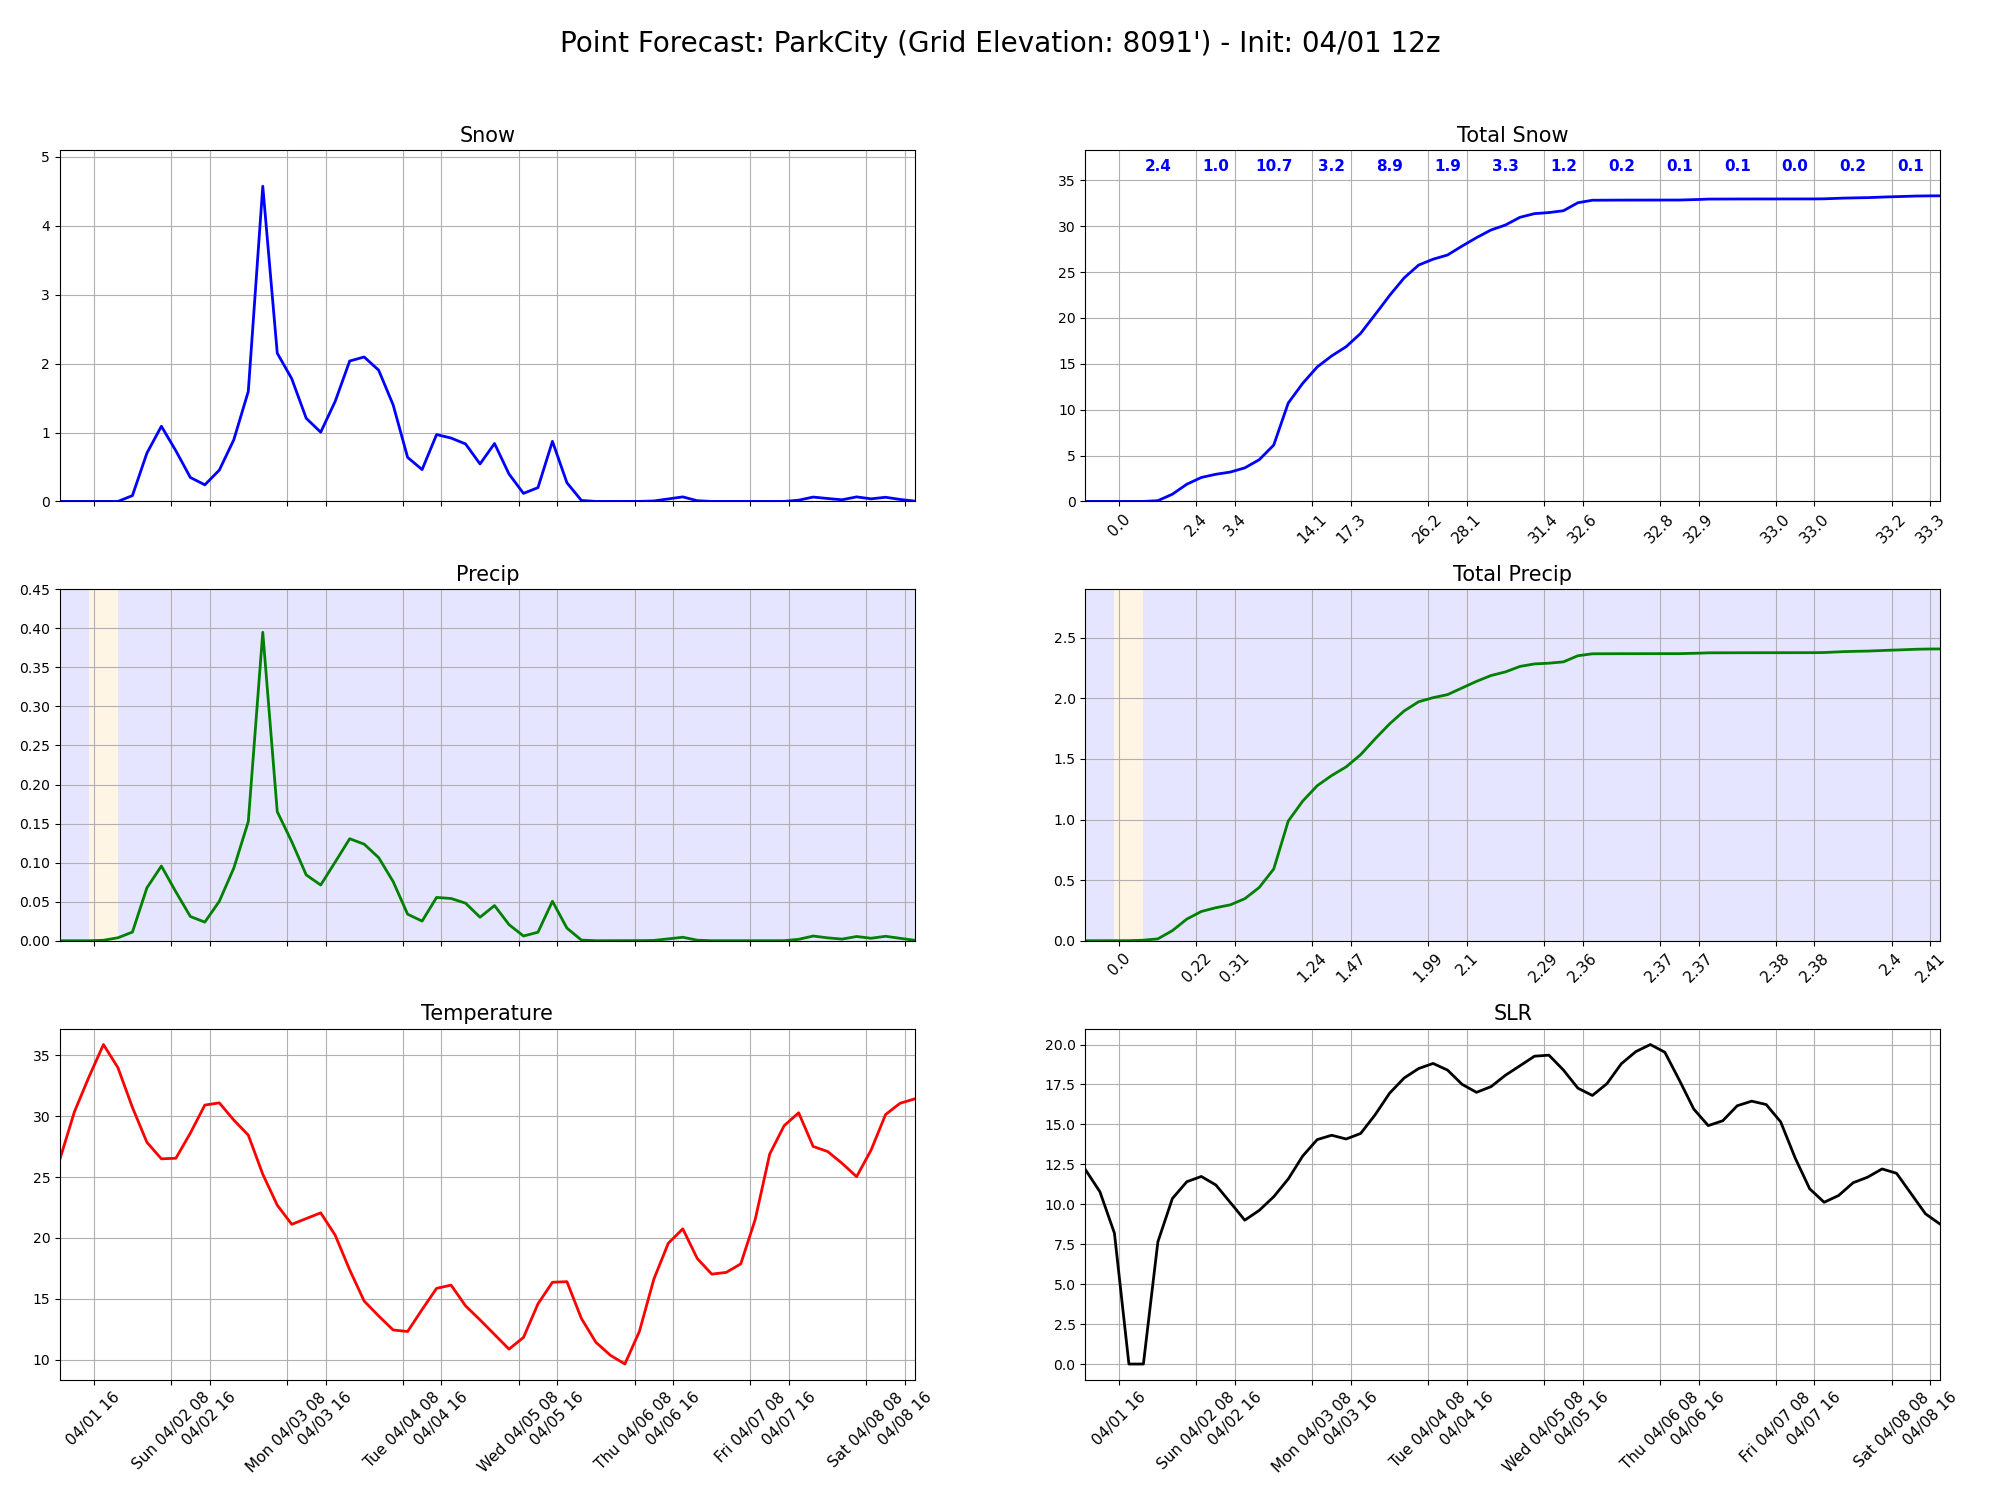 Point Forecast: ParkCity (Grid Elevation: 8091') - Init: 04/01 12z
Snow
5
4
3
2
1
0
Total Snow
2.4 1.0 10.7 3.2 8.9 1.9 3.3 1.2 0.2 0.1 0.1 0.0 0.2 0.1
35
30
25
20
15
10
5
0
0.0 2.4 3.4 14.1 17.3 26.2 28.1 31.4 32.6 32.8 32.9 33.0 33.0 33.2 33.3
Precip
0.45
0.40
0.35
0.30
0.25
0.20
0.15
0.10
0.05
0.00
Total Precip
2.5
2.0
1.5
1.0
0.5
0.0
0.0 0.22 0.31 1.24 1.47 1.99 2.1 2.29 2.36 2.37 2.37 2.38 2.38 2.4 2.41
Temperature
35
30
25
20
15
10
04/01 16
Sun 04/02 08
04/02 16
Mon 04/03 08
04/03 16
Tue 04/04 08
04/04 16
Wed 04/05 08
04/05 16
Thu 04/06 08
04/06 16
Fri 04/07 08
04/07 16
Sat 04/08 08
04/08 16
SLR
20.0
17.5
15.0
12.5
10.0
7.5
5.0
2.5
0.0
04/01 16
Sun 04/02 08
04/02 16
Mon 04/03 08
04/03 16
Tue 04/04 08
04/04 16
Wed 04/05 08
04/05 16
Thu 04/06 08
04/06 16
Fri 04/07 08
04/07 16
Sat 04/08 08
04/08 16